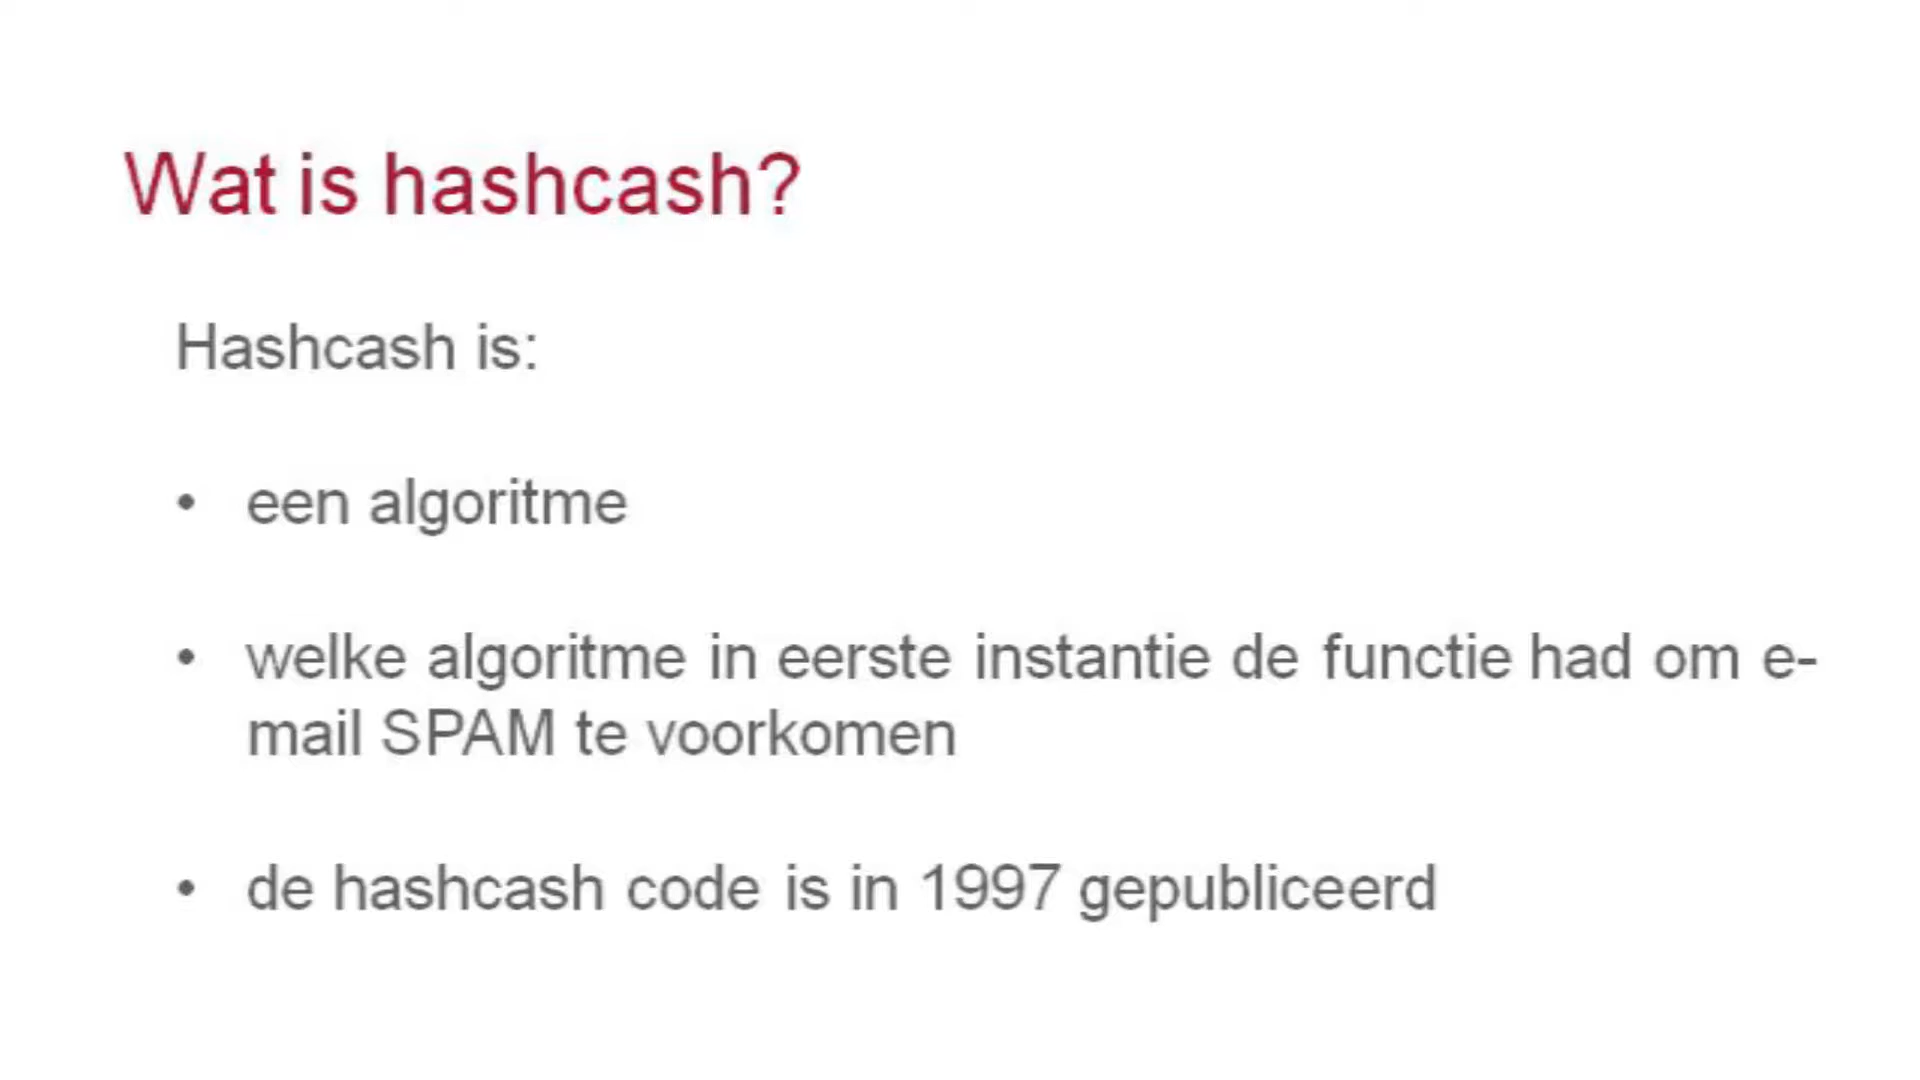 Wat is hashcash?
Hashcash is:
• een algoritme
• welke algoritme in eerste instantie de functie had om e-
mail SPAM te voorkomen
• de hashcash code is in 1997 gepubliceerd